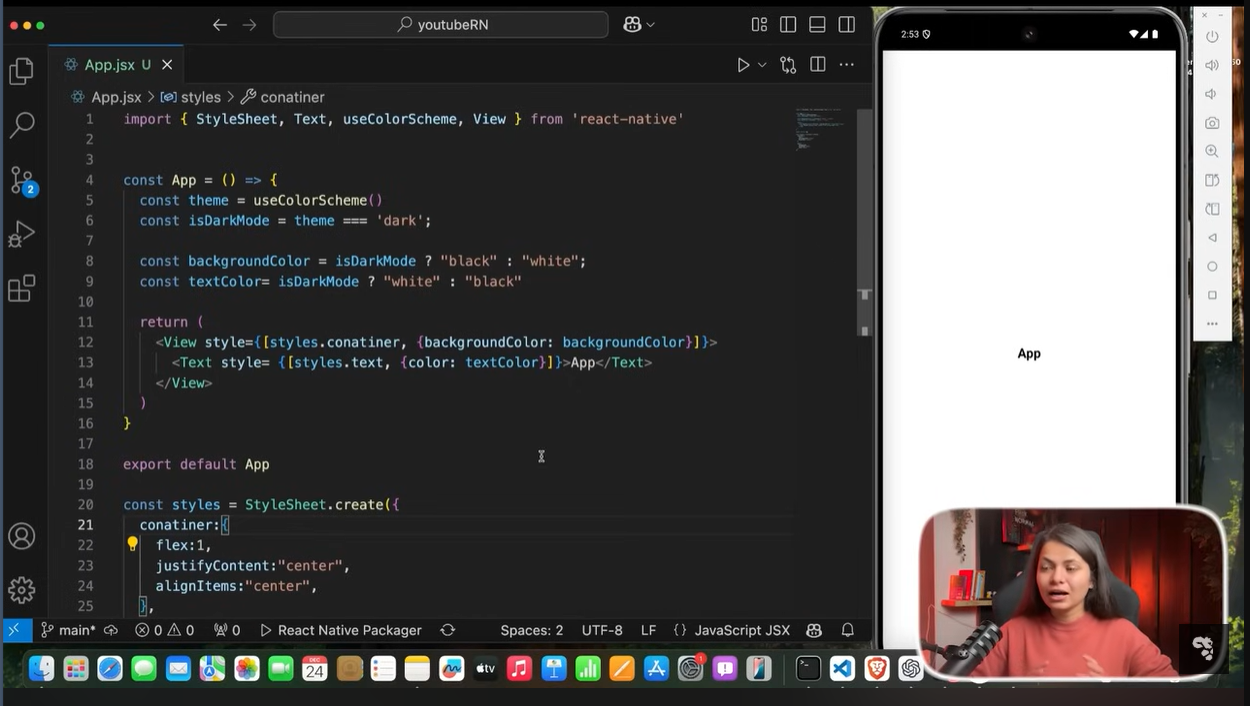 youtubeRN
App.jsx U
App.jsx > styles > conatiner
1 import { StyleSheet, Text, useColorScheme, View } from 'react-native'
2
3
4 const App = () => {
5 const theme = useColorScheme()
6 const isDarkMode = theme === 'dark';
7
8 const backgroundColor = isDarkMode ? "black" : "white";
9 const textColor= isDarkMode ? "white" : "black"
10
11 return (
12 <View style={[styles.conatiner, {backgroundColor: backgroundColor}]}>
13 <Text style= {[styles.text, {color: textColor}]}>App</Text>
14 </View>
15 )
16 }
17
18 export default App
19
20 const styles = StyleSheet.create({
21 conatiner:{
22 flex:1,
23 justifyContent:"center",
24 alignItems:"center",
25 },
2
main* 0 0 0 React Native Packager Spaces: 2 UTF-8 LF {} JavaScript JSX
2:53
App
DEC
24
tv
1
NORMAL